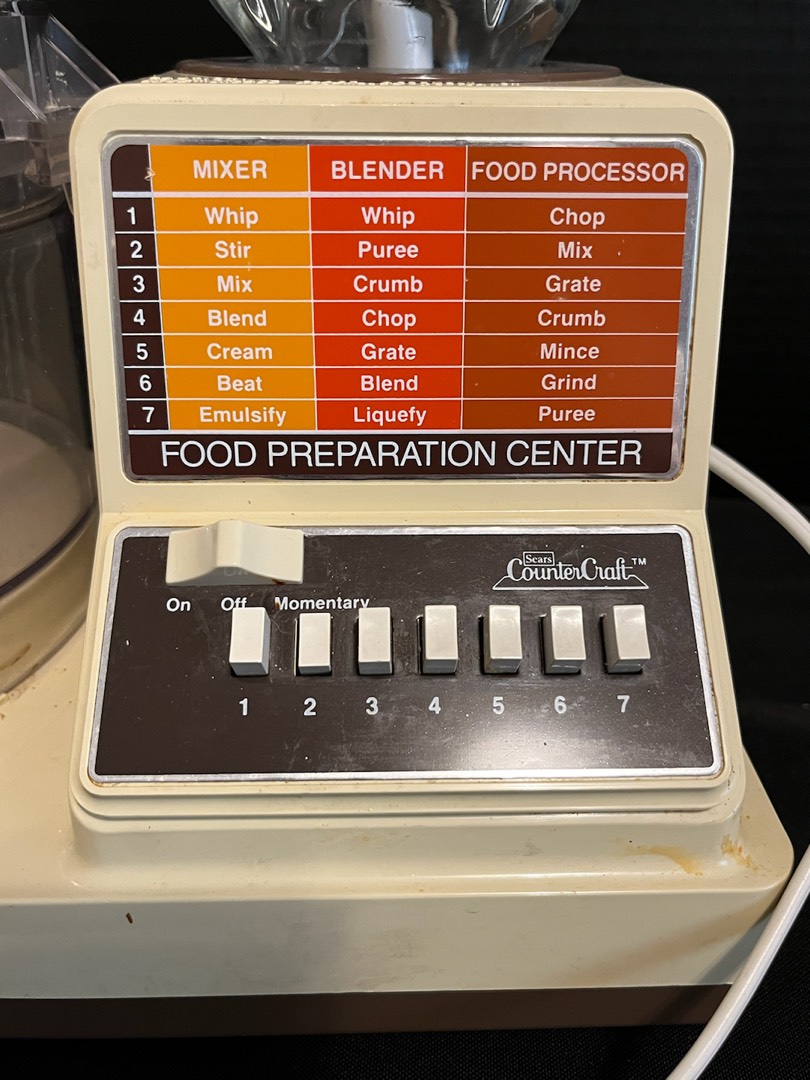 MIXER BLENDER FOOD PROCESSOR
1 Whip Whip Chop
2 Stir Puree Mix
3 Mix Crumb Grate
4 Blend Chop Crumb
5 Cream Grate Mince
6 Beat Blend Grind
7 Emulsify Liquefy Puree
FOOD PREPARATION CENTER
Sears
CounterCraft™
On Off Momentary
1 2 3 4 5 6 7